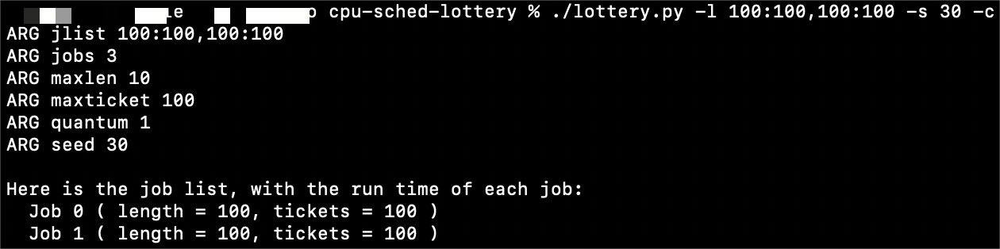 cpu-sched-lottery % ./lottery.py -l 100:100,100:100 -s 30 -c
ARG jlist 100:100,100:100
ARG jobs 3
ARG maxlen 10
ARG maxticket 100
ARG quantum 1
ARG seed 30
Here is the job list, with the run time of each job:
Job 0 ( length = 100, tickets = 100 )
Job 1 ( length = 100, tickets = 100 )